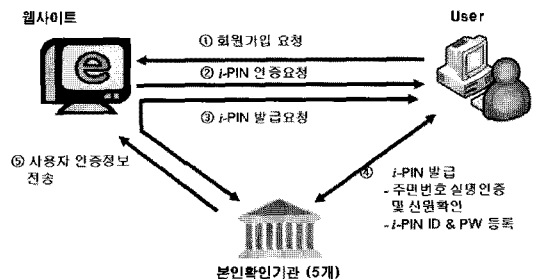 웹사이트
User
① 회원가입 요청
② i-PIN 인증요청
③ i-PIN 발급요청
⑤ 사용자 인증정보
전송
④ i-PIN 발급
- 주민번호 실명인증
및 신원확인
- i-PIN ID & PW 등록
본인확인기관 (5개)